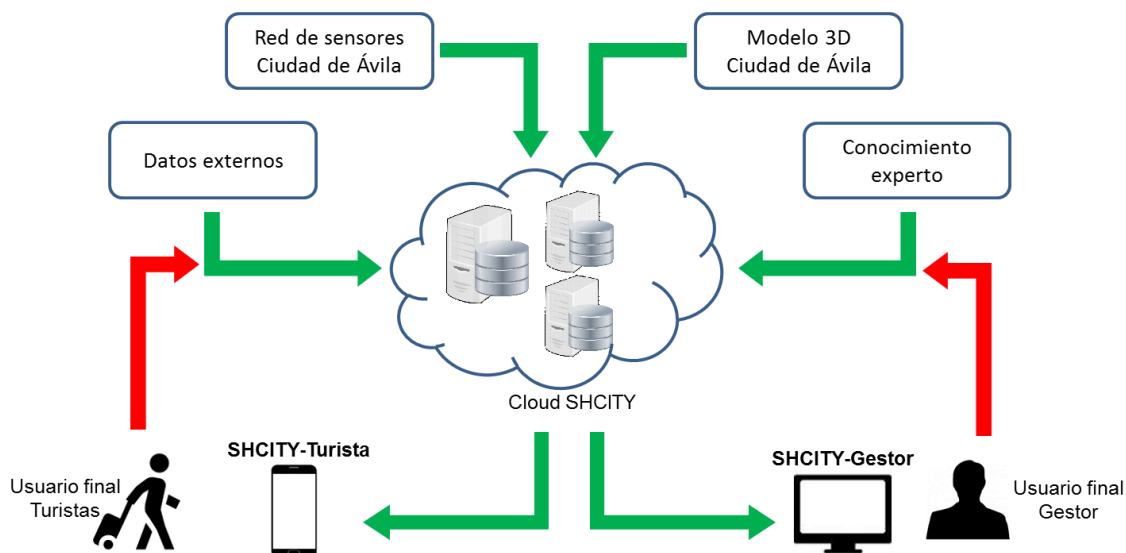 Red de sensores
Ciudad de Ávila
Modelo 3D
Ciudad de Ávila
Datos externos
Conocimiento
experto
Cloud SHCITY
SHCITY-Turista
SHCITY-Gestor
Usuario final
Turistas
Usuario final
Gestor